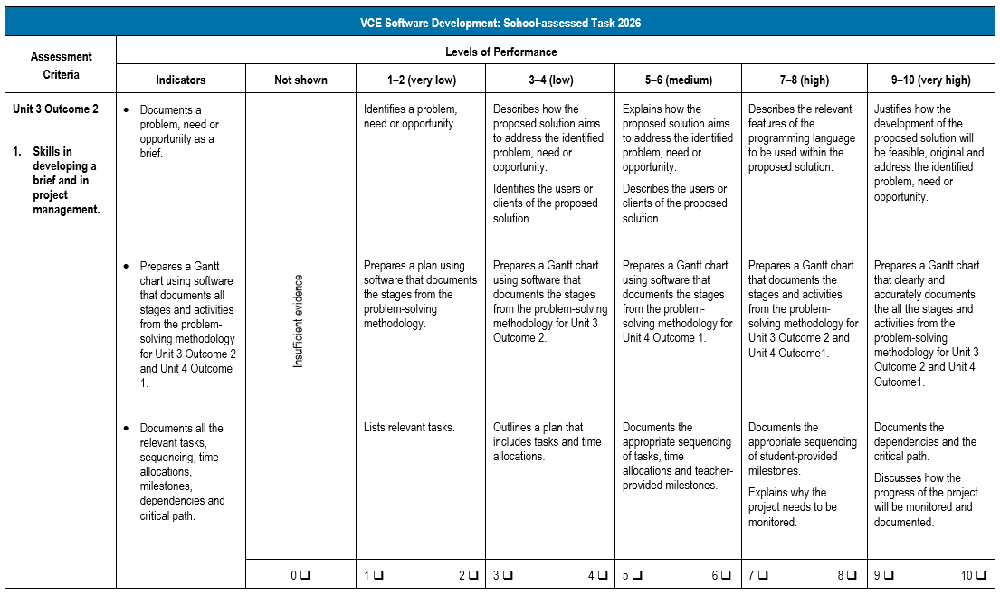 VCE Software Development: School-assessed Task 2026
Assessment
Criteria
Levels of Performance
Indicators
Not shown
1–2 (very low)
3–4 (low)
5–6 (medium)
7–8 (high)
9–10 (very high)
Unit 3 Outcome 2
1. Skills in
developing a
brief and in
project
management.
• Documents a
problem, need or
opportunity as a
brief.
Insufficient evidence
Identifies a problem,
need or opportunity.
Describes how the
proposed solution aims
to address the identified
problem, need or
opportunity.
Identifies the users or
clients of the proposed
solution.
Explains how the
proposed solution aims
to address the identified
problem, need or
opportunity.
Describes the users or
clients of the proposed
solution.
Describes the relevant
features of the
programming language
to be used within the
proposed solution.
Justifies how the
development of the
proposed solution will
be feasible, original and
address the identified
problem, need or
opportunity.
• Prepares a Gantt
chart using software
that documents all
stages and activities
from the problem-
solving methodology
for Unit 3 Outcome 2
and Unit 4 Outcome
1.
Prepares a plan using
software that documents
the stages from the
problem-solving
methodology.
Prepares a Gantt chart
using software that
documents the stages
from the problem-solving
methodology for Unit 3
Outcome 2.
Prepares a Gantt chart
using software that
documents the stages
from the problem-
solving methodology for
Unit 4 Outcome 1.
Prepares a Gantt chart
that documents the
stages and activities
from the problem-
solving methodology for
Unit 3 Outcome 2 and
Unit 4 Outcome1.
Prepares a Gantt chart
that clearly and
accurately documents
the all the stages and
activities from the
problem-solving
methodology for Unit 3
Outcome 2 and Unit 4
Outcome1.
• Documents all the
relevant tasks,
sequencing, time
allocations,
milestones,
dependencies and
critical path.
Lists relevant tasks.
Outlines a plan that
includes tasks and time
allocations.
Documents the
appropriate sequencing
of tasks, time
allocations and teacher-
provided milestones.
Documents the
appropriate sequencing
of student-provided
milestones.
Explains why the
project needs to be
monitored.
Documents the
dependencies and the
critical path.
Discusses how the
progress of the project
will be monitored and
documented.
0 ❑
1 ❑ 2 ❑
3 ❑ 4 ❑
5 ❑ 6 ❑
7 ❑ 8 ❑
9 ❑ 10 ❑